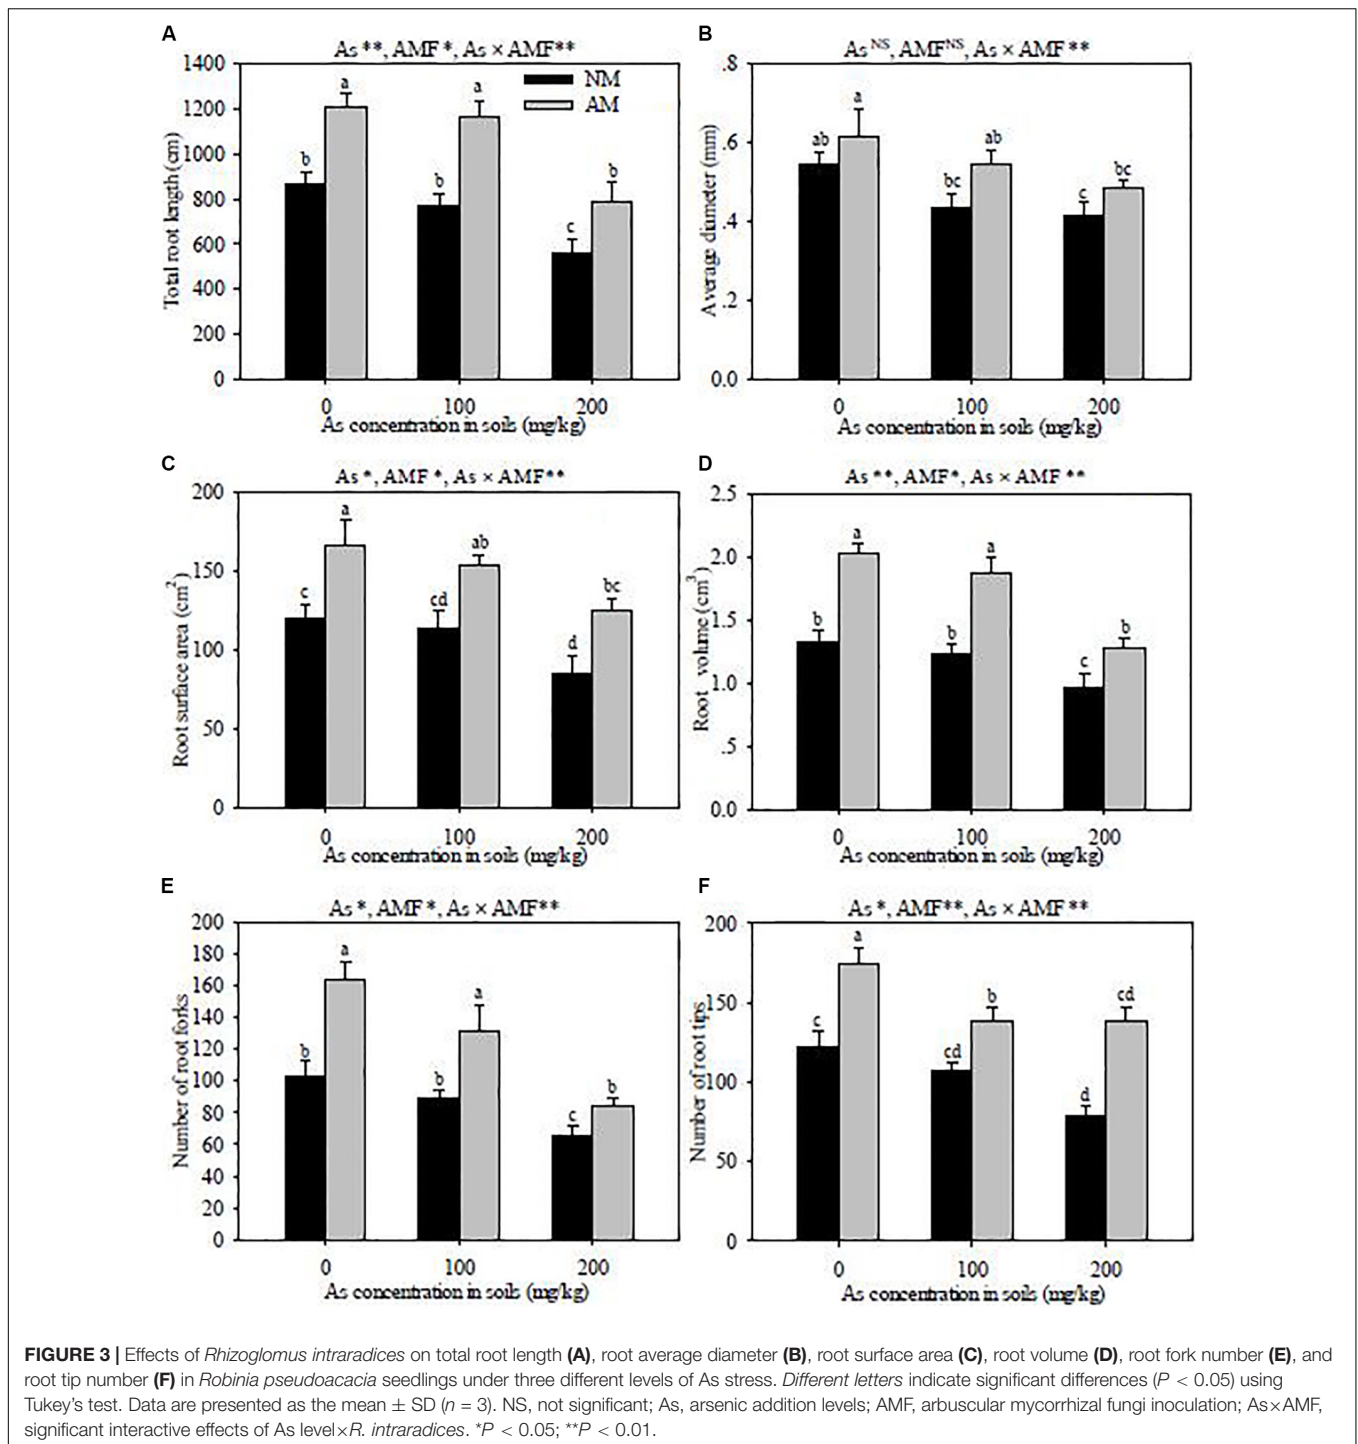 A
As **, AMF *, As × AMF**
1400
1200
1000
800
600
400
200
0
Total root length (cm)
NM
AM
b
a
b
a
c
b
0
100
200
As concentration in soils (mg/kg)
B
As NS, AMF NS, As × AMF **
.8
.6
.4
.2
0.0
Average diameter (mm)
ab
a
bc
ab
c
bc
0
100
200
As concentration in soils (mg/kg)
C
As *, AMF *, As × AMF**
200
150
100
50
0
Root surface area (cm2)
c
a
cd
ab
d
bc
0
100
200
As concentration in soils (mg/kg)
D
As **, AMF*, As × AMF **
2.5
2.0
1.5
1.0
.5
0.0
Root volume (cm3)
b
a
b
a
c
b
0
100
200
As concentration in soils (mg/kg)
E
As *, AMF *, As × AMF**
200
180
160
140
120
100
80
60
40
20
0
Number of root forks
b
a
b
a
c
b
0
100
200
As concentration in soils (mg/kg)
F
As *, AMF**, As × AMF **
200
150
100
50
0
Number of root tips
c
a
cd
b
d
cd
0
100
200
As concentration in soils (mg/kg)
FIGURE 3 | Effects of Rhizoglomus intraradices on total root length (A), root average diameter (B), root surface area (C), root volume (D), root fork number (E), and
root tip number (F) in Robinia pseudoacacia seedlings under three different levels of As stress. Different letters indicate significant differences (P < 0.05) using
Tukey's test. Data are presented as the mean ± SD (n = 3). NS, not significant; As, arsenic addition levels; AMF, arbuscular mycorrhizal fungi inoculation; As×AMF,
significant interactive effects of As level×R. intraradices. *P < 0.05; **P < 0.01.